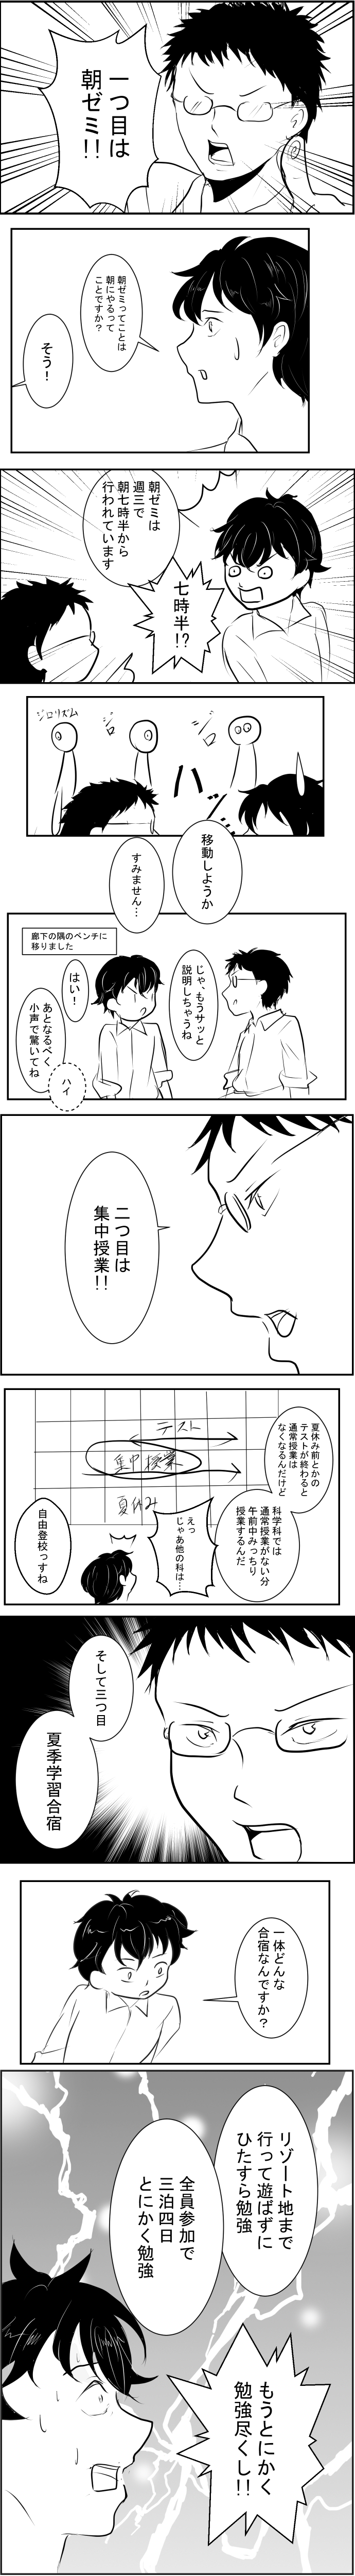 一つ目は
朝ゼミ!!
朝ゼミってことは
朝にやるって
ことですか？
そう！
朝ゼミは
週三で
朝七時半から
行われています
七時半!?
ジロ
ジロ
ジロリズム
ハッ
移動しようか
すみません…
廊下の隅のベンチに
移りました
じゃ、もうサッと
説明しちゃうね
はい！
あとなるべく
小声で驚いてね
ハイ
二つ目は
集中授業!!
夏休み前とかの
テストが終わると
通常授業は
なくなるんだけど
科学科では
通常授業がない分
午前中みっちり
授業するんだ
テスト
集中授業
夏休み
えっ
じゃあ他の科は…
自由登校っすね
そして三つ目
夏季学習合宿
一体どんな
合宿なんですか？
リゾート地まで
行って遊ばずに
ひたすら勉強
全員参加で
三泊四日
とにかく勉強
もうとにかく
勉強尽くし!!